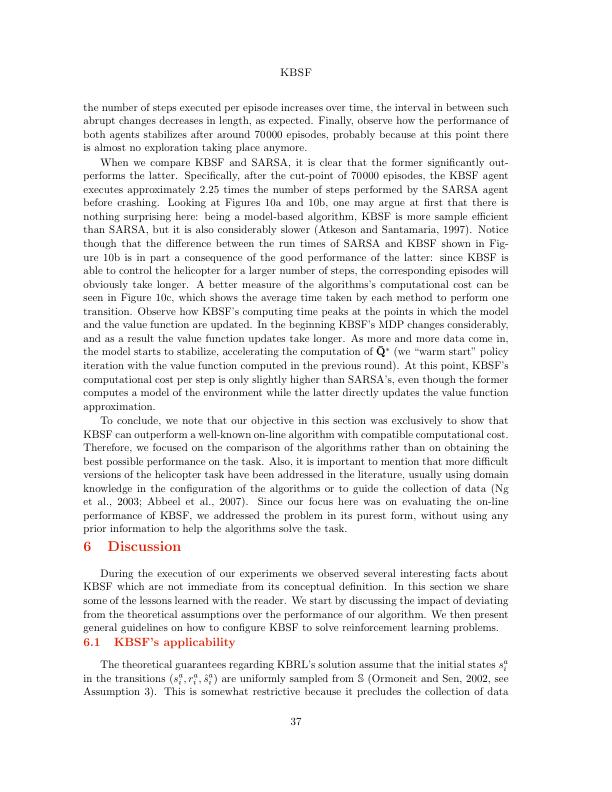 KBSF
the number of steps executed per episode increases over time, the interval in between such
abrupt changes decreases in length, as expected. Finally, observe how the performance of
both agents stabilizes after around 70 000 episodes, probably because at this point there
is almost no exploration taking place anymore.
When we compare KBSF and SARSA, it is clear that the former significantly out-
performs the latter. Specifically, after the cut-point of 70 000 episodes, the KBSF agent
executes approximately 2.25 times the number of steps performed by the SARSA agent
before crashing. Looking at Figures 10a and 10b, one may argue at first that there is
nothing surprising here: being a model-based algorithm, KBSF is more sample efficient
than SARSA, but it is also considerably slower (Atkeson and Santamaria, 1997). Notice
though that the difference between the run times of SARSA and KBSF shown in Fig-
ure 10b is in part a consequence of the good performance of the latter: since KBSF is
able to control the helicopter for a larger number of steps, the corresponding episodes will
obviously take longer. A better measure of the algorithms's computational cost can be
seen in Figure 10c, which shows the average time taken by each method to perform one
transition. Observe how KBSF's computing time peaks at the points in which the model
and the value function are updated. In the beginning KBSF's MDP changes considerably,
and as a result the value function updates take longer. As more and more data come in,
the model starts to stabilize, accelerating the computation of Q̄* (we "warm start" policy
iteration with the value function computed in the previous round). At this point, KBSF's
computational cost per step is only slightly higher than SARSA's, even though the former
computes a model of the environment while the latter directly updates the value function
approximation.
To conclude, we note that our objective in this section was exclusively to show that
KBSF can outperform a well-known on-line algorithm with compatible computational cost.
Therefore, we focused on the comparison of the algorithms rather than on obtaining the
best possible performance on the task. Also, it is important to mention that more difficult
versions of the helicopter task have been addressed in the literature, usually using domain
knowledge in the configuration of the algorithms or to guide the collection of data (Ng
et al., 2003; Abbeel et al., 2007). Since our focus here was on evaluating the on-line
performance of KBSF, we addressed the problem in its purest form, without using any
prior information to help the algorithms solve the task.
6 Discussion
During the execution of our experiments we observed several interesting facts about
KBSF which are not immediate from its conceptual definition. In this section we share
some of the lessons learned with the reader. We start by discussing the impact of deviating
from the theoretical assumptions over the performance of our algorithm. We then present
general guidelines on how to configure KBSF to solve reinforcement learning problems.
6.1 KBSF's applicability
The theoretical guarantees regarding KBRL's solution assume that the initial states sᵢᵃ
in the transitions (sᵢᵃ, rᵢᵃ, ŝᵢᵃ) are uniformly sampled from 𝕊 (Ormoneit and Sen, 2002, see
Assumption 3). This is somewhat restrictive because it precludes the collection of data
37